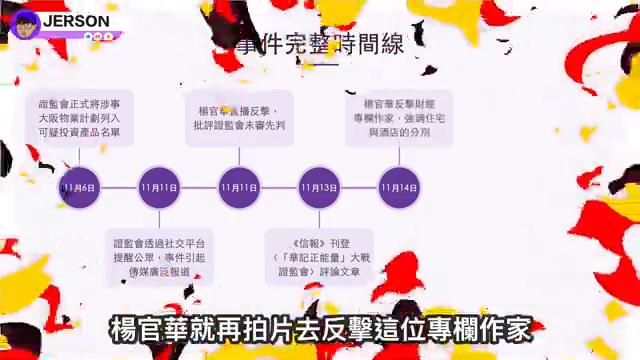 JERSON
事件完整時間線
證監會正式將涉事
大阪物業計劃列入
可疑投資產品名單
楊官華直播反擊，
批評證監會未審先判
楊官華反擊財經
專欄作家，強調住宅
與酒店的分別
11月6日
11月11日
11月11日
11月13日
11月14日
證監會透過社交平台
提醒公眾，事件引起
傳媒廣泛報道
《信報》刊登
〈「華記正能量」大戰
證監會〉評論文章
楊官華就再拍片去反擊這位專欄作家